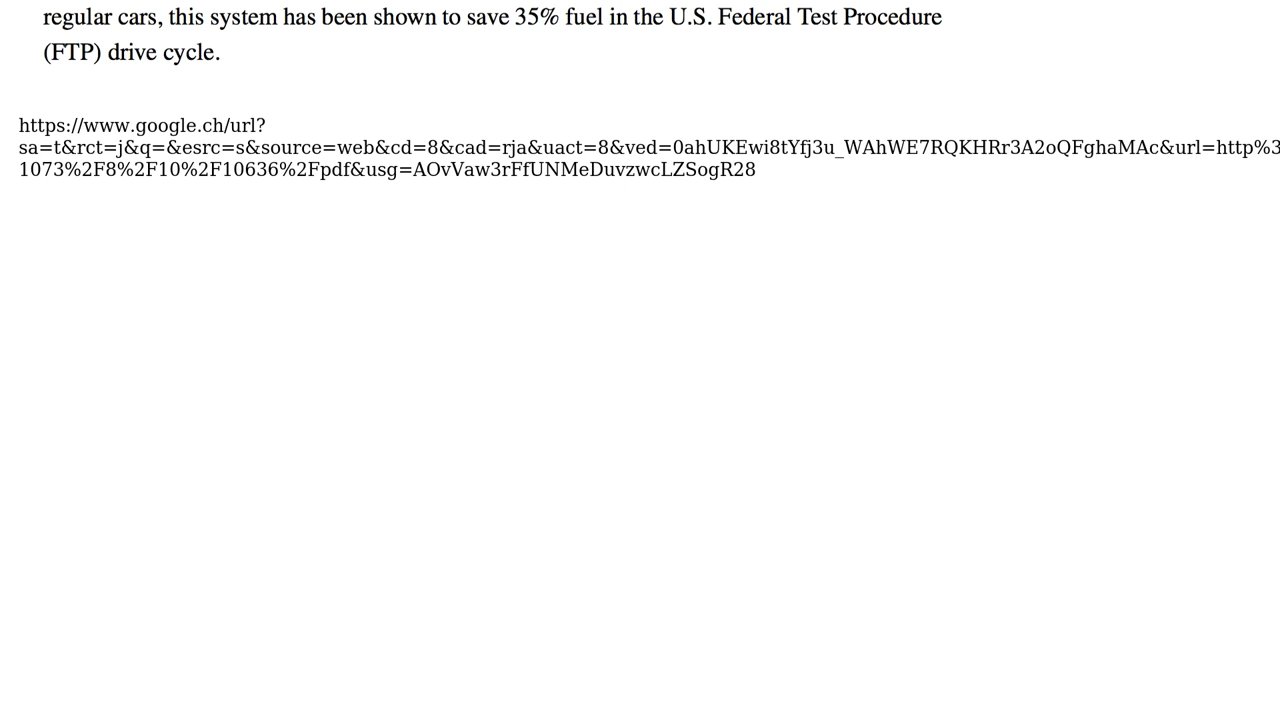 regular cars, this system has been shown to save 35% fuel in the U.S. Federal Test Procedure
(FTP) drive cycle.
https://www.google.ch/url?
sa=t&rct=j&q=&esrc=s&source=web&cd=8&cad=rja&uact=8&ved=0ahUKEwi8tYfj3u_WAhWE7RQKHRr3A2oQFghaMAc&url=http%3
1073%2F8%2F10%2F10636%2Fpdf&usg=AOvVaw3rFfUNMeDuvzwcLZSogR28